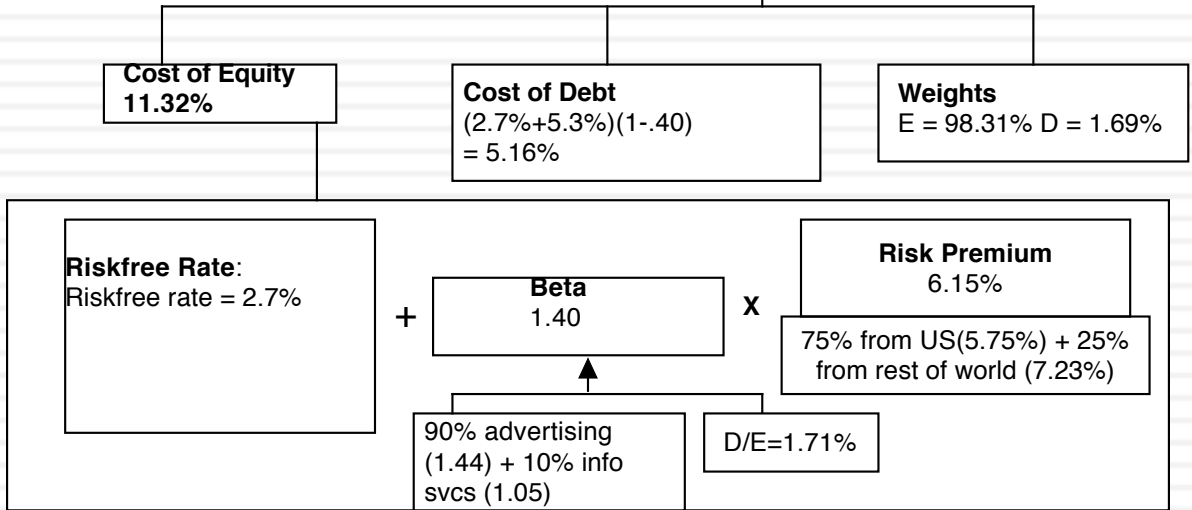 Cost of Equity
11.32%
Cost of Debt
(2.7%+5.3%)(1-.40)
= 5.16%
Weights
E = 98.31% D = 1.69%
Riskfree Rate:
Riskfree rate = 2.7%
+
Beta
1.40
X
Risk Premium
6.15%
75% from US(5.75%) + 25%
from rest of world (7.23%)
90% advertising
(1.44) + 10% info
svcs (1.05)
D/E=1.71%